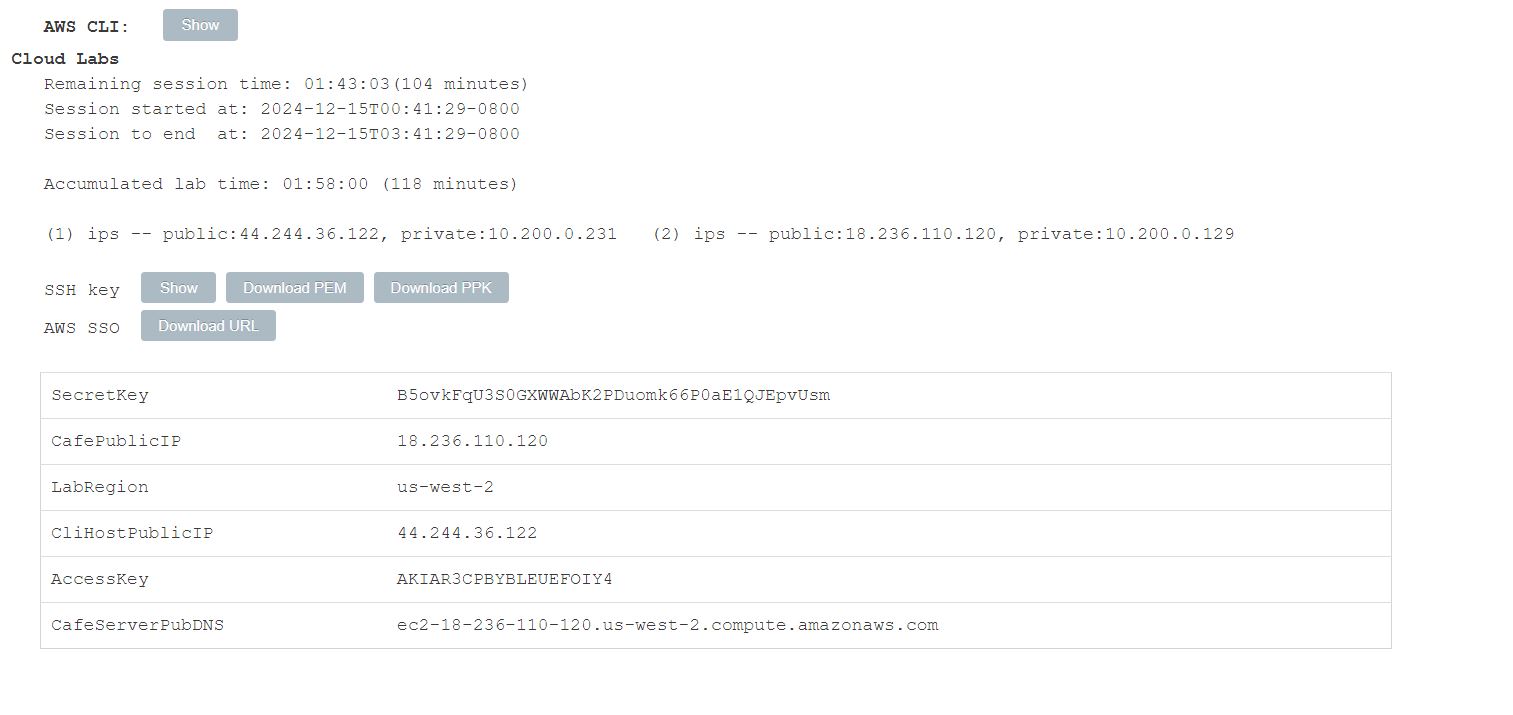 AWS CLI: Show
Cloud Labs
Remaining session time: 01:43:03(104 minutes)
Session started at: 2024-12-15T00:41:29-0800
Session to end  at: 2024-12-15T03:41:29-0800
Accumulated lab time: 01:58:00 (118 minutes)
(1) ips -- public:44.244.36.122, private:10.200.0.231   (2) ips -- public:18.236.110.120, private:10.200.0.129
SSH key Show Download PEM Download PPK
AWS SSO Download URL
SecretKey B5ovkFqU3S0GXWWAbK2PDuomk66P0aE1QJEpvUsm
CafePublicIP 18.236.110.120
LabRegion us-west-2
CliHostPublicIP 44.244.36.122
AccessKey AKIAR3CPBYBLEUEFOIY4
CafeServerPubDNS ec2-18-236-110-120.us-west-2.compute.amazonaws.com